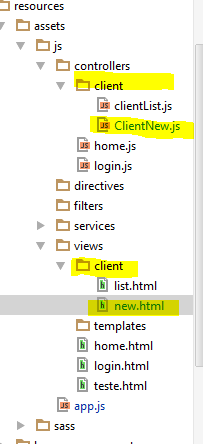 resources
assets
js
controllers
client
clientList.js
ClientNew.js
home.js
login.js
directives
filters
services
views
client
list.html
new.html
templates
home.html
login.html
teste.html
app.js
sass